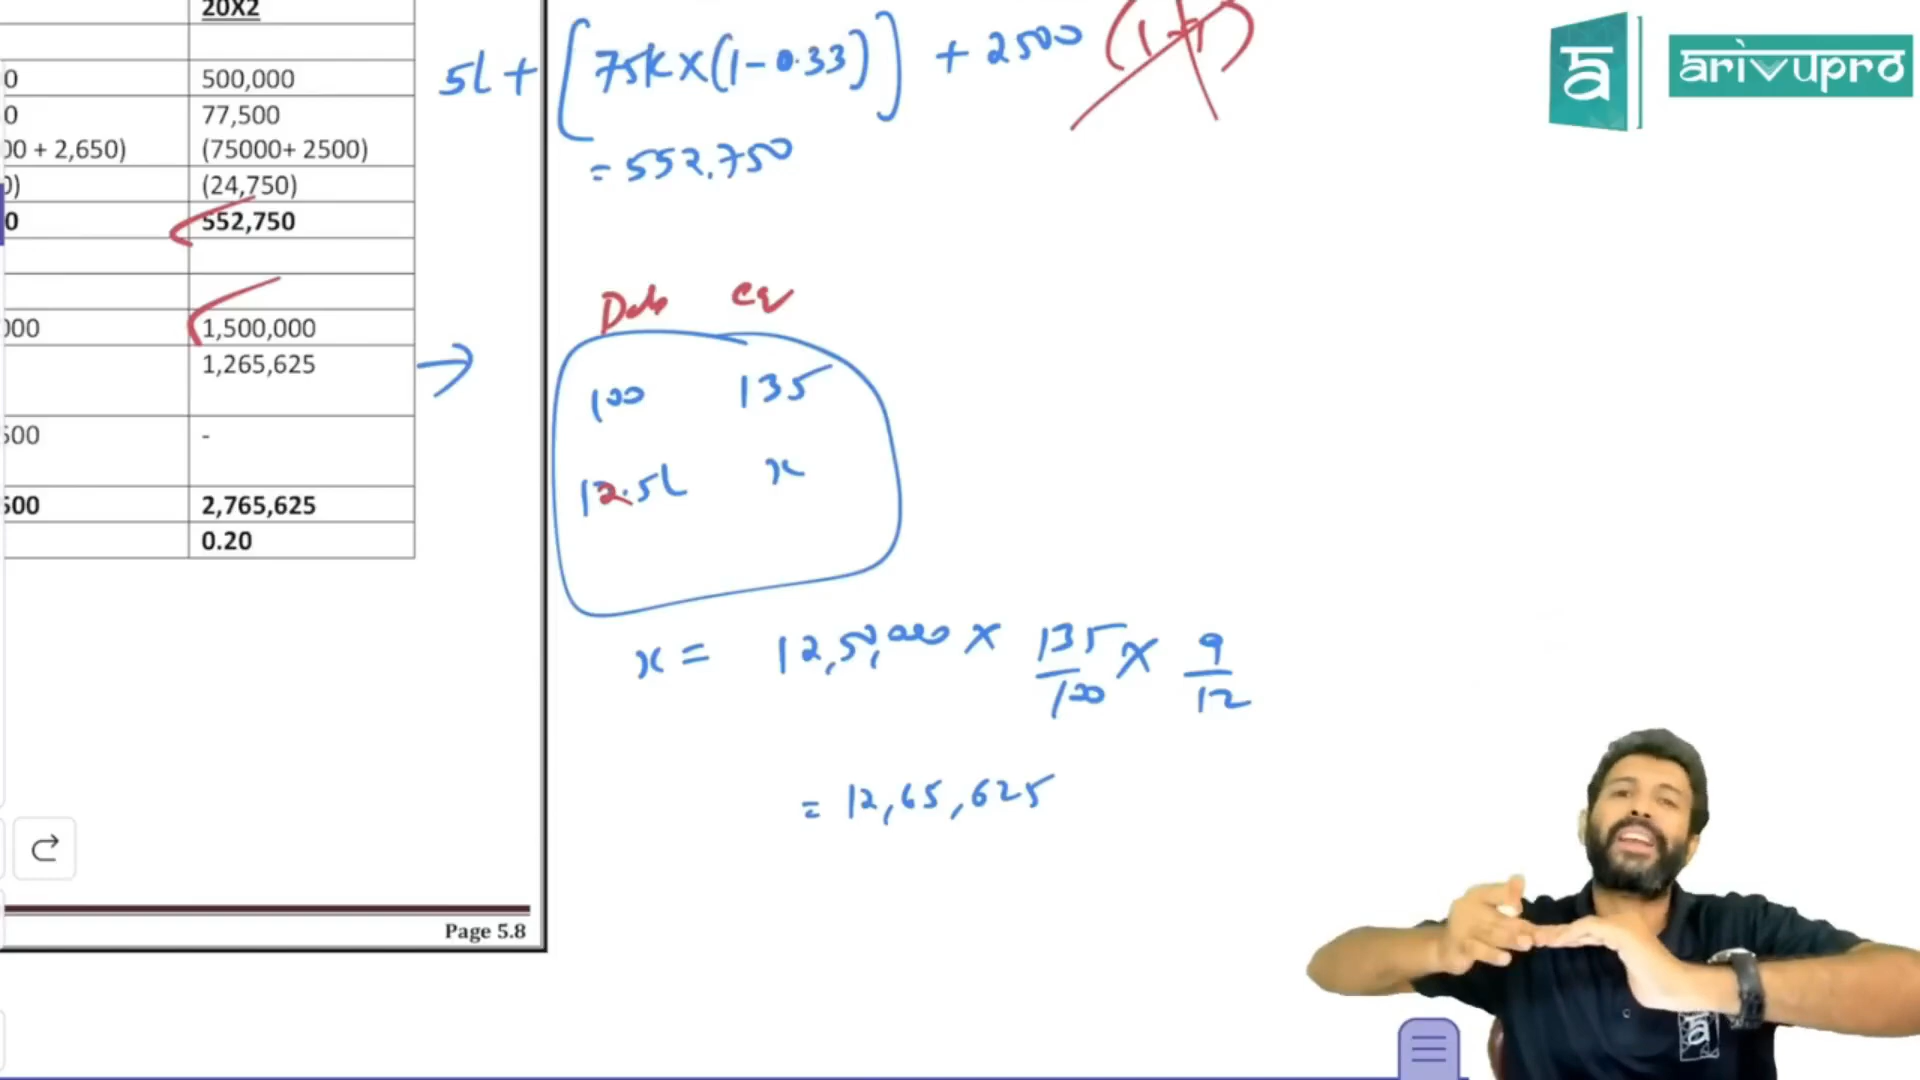 20X2
0 500,000
0 77,500
00 + 2,650) (75000+ 2500)
0) (24,750)
0 552,750
000 1,500,000
1,265,625
500 -
500 2,765,625
0.20
Page 5.8
5L + [75K X (1-0.33)] + 2500
= 552,750
Deb eq
100 135
12.5L x
x = 12,50,000 X 135/100 X 9/12
= 12,65,625
ā arivupro